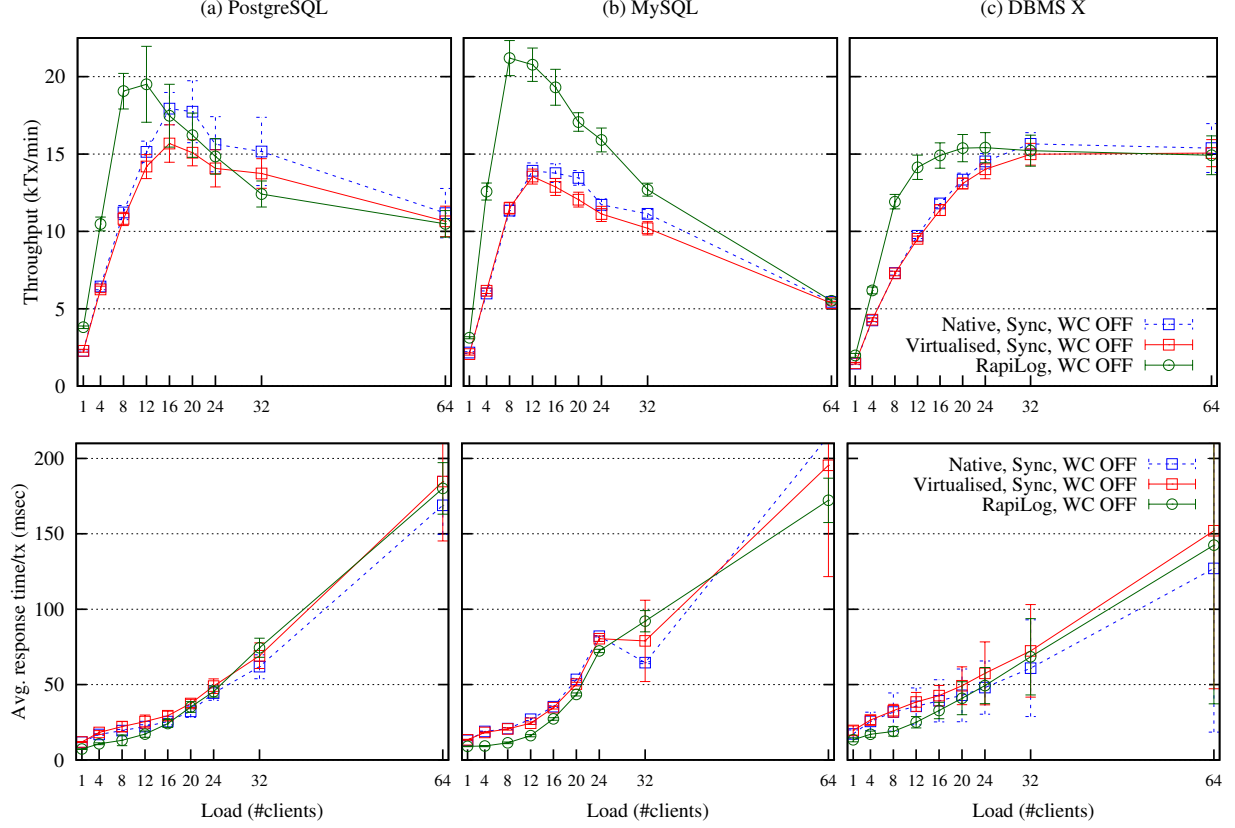 (a) PostgreSQL
(b) MySQL
(c) DBMS X
Throughput (kTx/min)
20
15
10
5
0
Native, Sync, WC OFF
Virtualised, Sync, WC OFF
RapiLog, WC OFF
1 4 8 12 16 20 24 32 64
1 4 8 12 16 20 24 32 64
1 4 8 12 16 20 24 32 64
Avg. response time/tx (msec)
200
150
100
50
0
Native, Sync, WC OFF
Virtualised, Sync, WC OFF
RapiLog, WC OFF
1 4 8 12 16 20 24 32 64
1 4 8 12 16 20 24 32 64
1 4 8 12 16 20 24 32 64
Load (#clients)
Load (#clients)
Load (#clients)